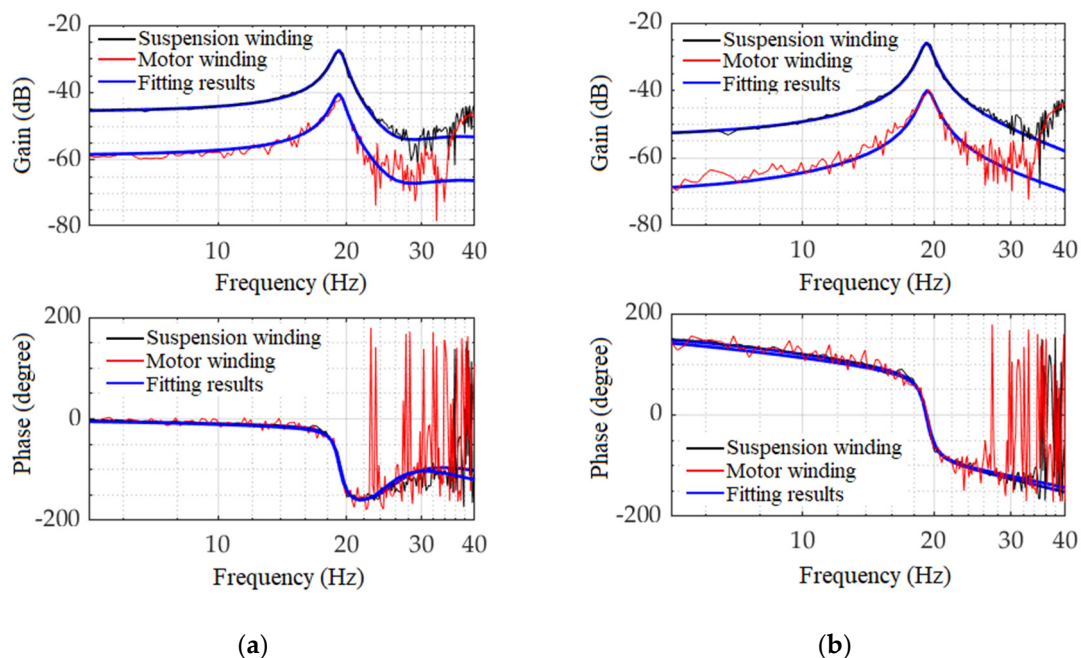 -20
-40
-60
-80
Gain (dB)
Suspension winding
Motor winding
Fitting results
10
20
30
40
Frequency (Hz)
-20
-40
-60
-80
Gain (dB)
Suspension winding
Motor winding
Fitting results
10
20
30
40
Frequency (Hz)
200
0
-200
Phase (degree)
Suspension winding
Motor winding
Fitting results
10
20
30
40
Frequency (Hz)
200
0
-200
Phase (degree)
Suspension winding
Motor winding
Fitting results
10
20
30
40
Frequency (Hz)
(a)
(b)